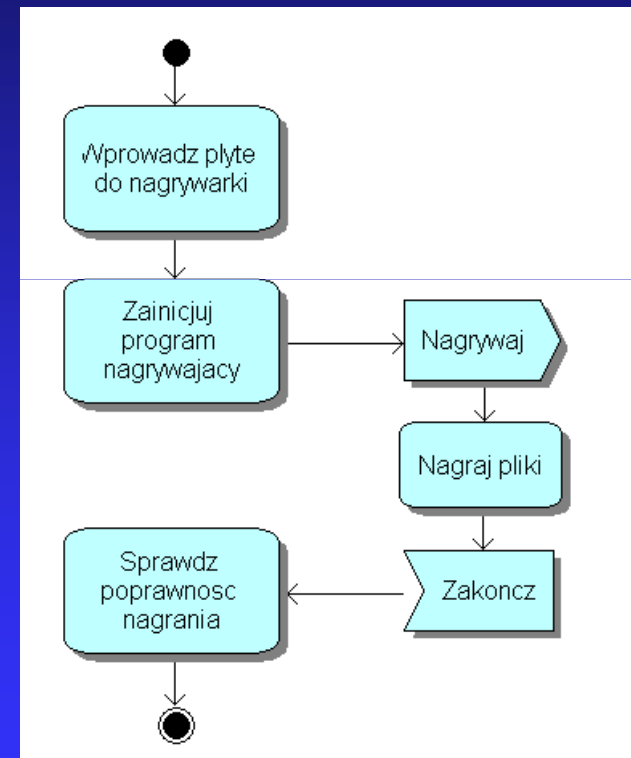 Wprowadz plyte
do nagrywarki
Zainicjuj
program
nagrywajacy
Nagrywaj
Nagraj pliki
Zakoncz
Sprawdz
poprawnosc
nagrania